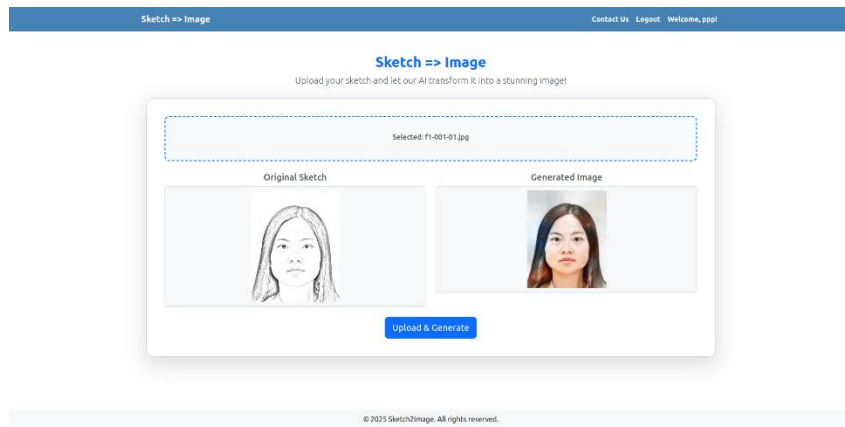 Sketch => Image
Contact Us Logout Welcome, ppp!
Sketch => Image
Upload your sketch and let our AI transform it into a stunning image!
Selected: f1-001-01.jpg
Original Sketch
Generated Image
Upload & Generate
© 2025 Sketch2Image. All rights reserved.